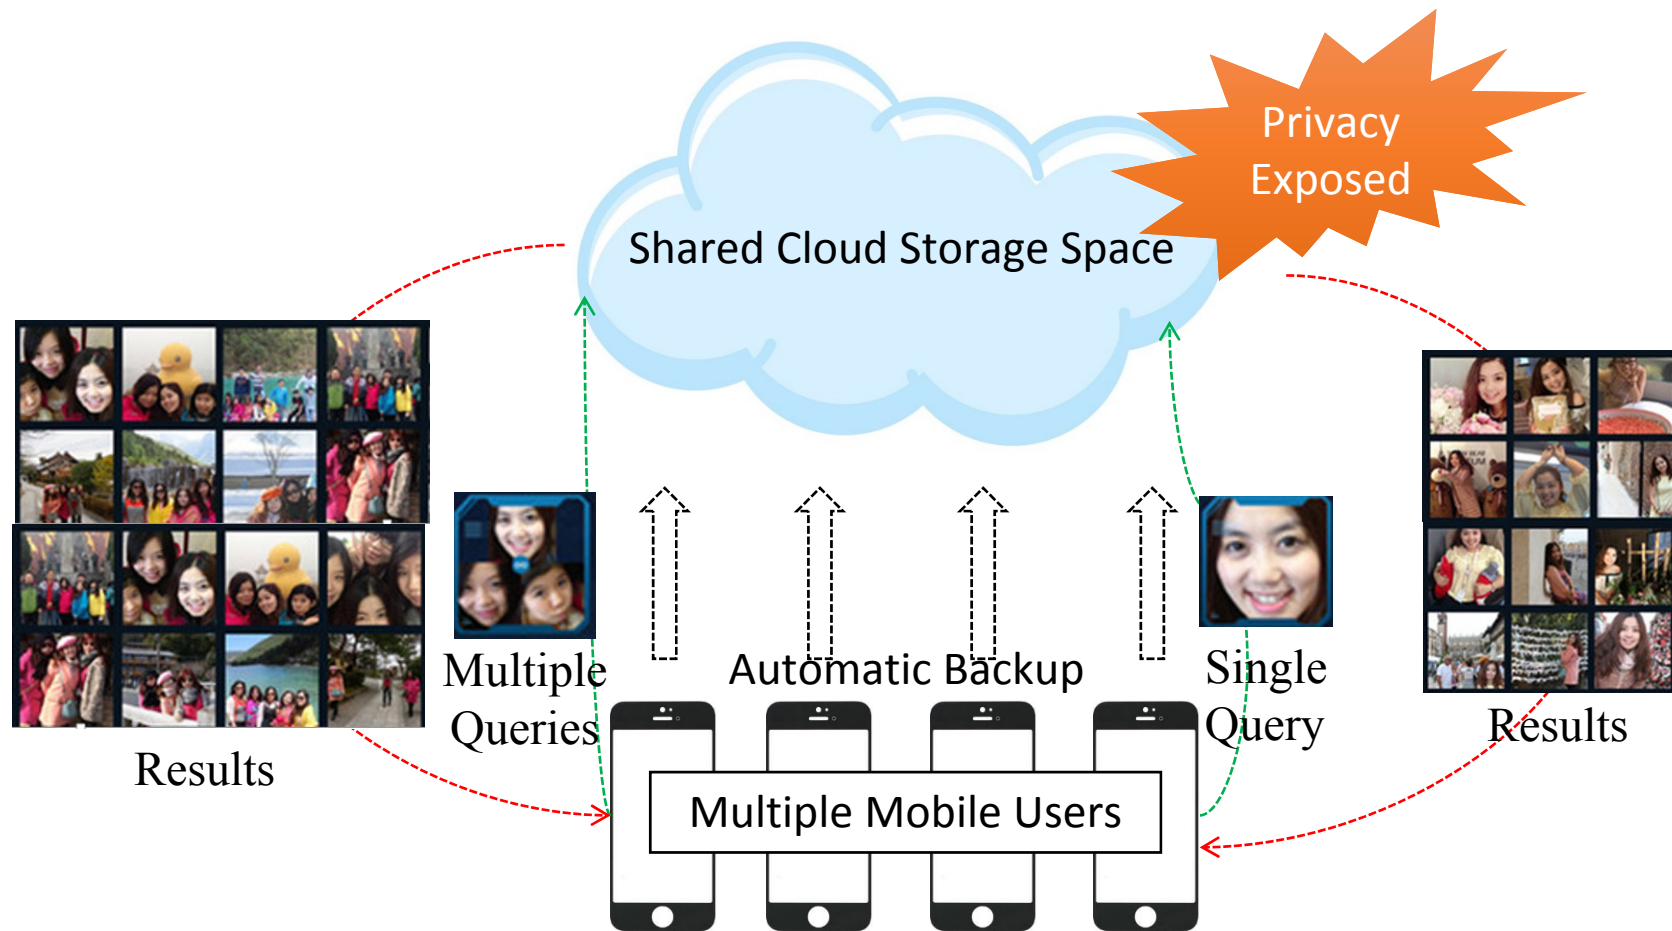 Privacy
Exposed
Shared Cloud Storage Space
Multiple
Queries
Automatic Backup
Single
Query
Results
Results
Multiple Mobile Users